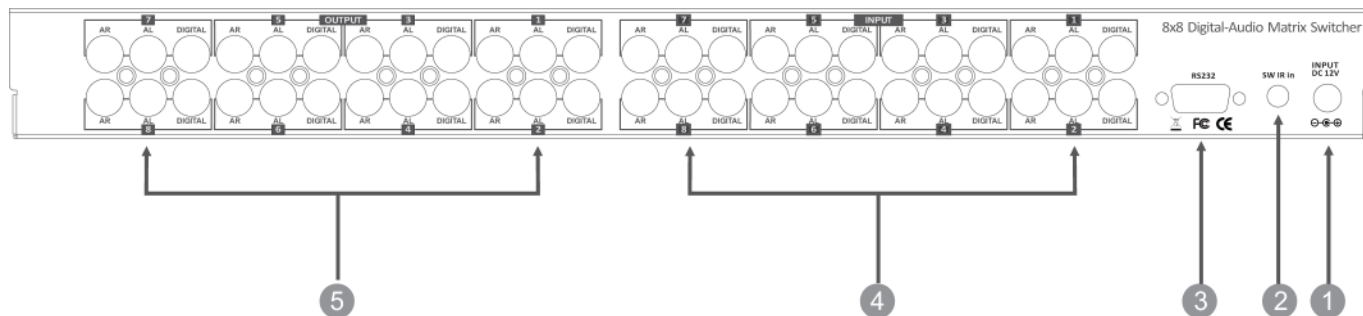 7 5 OUTPUT 3 1 7 5 INPUT 3 1
AR AL DIGITAL AR AL DIGITAL AR AL DIGITAL AR AL DIGITAL AR AL DIGITAL AR AL DIGITAL AR AL DIGITAL AR AL DIGITAL
8x8 Digital-Audio Matrix Switcher
RS232 SW IR in INPUT
DC 12V
AR AL DIGITAL AR AL DIGITAL AR AL DIGITAL AR AL DIGITAL AR AL DIGITAL AR AL DIGITAL AR AL DIGITAL AR AL DIGITAL
8 6 4 2 8 6 4 2
FC CE
5 4 3 2 1